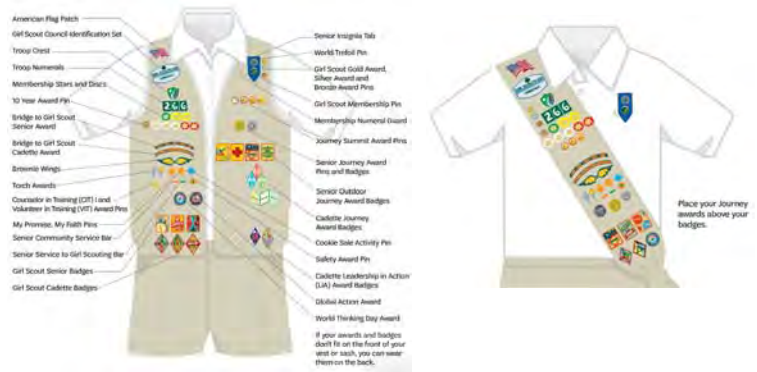 American Flag Patch
Girl Scout Council Identification Set
Troop Crest
Troop Numerals
Membership Stars and Discs
10 Year Award Pin
Bridge to Girl Scout
Senior Award
Bridge to Girl Scout
Cadette Award
Brownie Wings
Torch Awards
Counselor in Training (CIT) I and
Volunteer in Training (VIT) Award Pins
My Promise, My Faith Pins
Senior Community Service Bar
Senior Service to Girl Scouting Bar
Girl Scout Senior Badges
Girl Scout Cadette Badges
266
Senior Insignia Tab
World Trefoil Pin
Girl Scout Gold Award,
Silver Award and
Bronze Award Pins
Girl Scout Membership Pin
Membership Numeral Guard
Journey Summit Award Pins
Senior Journey Award
Pins and Badges
Senior Outdoor
Journey Award Badges
Cadette Journey
Award Badges
Cookie Sale Activity Pin
Safety Award Pin
Cadette Leadership in Action
(LiA) Award Badges
Global Action Award
World Thinking Day Award
If your awards and badges
don't fit on the front of your
vest or sash, you can wear
them on the back.
266
Place your Journey
awards above your
badges.